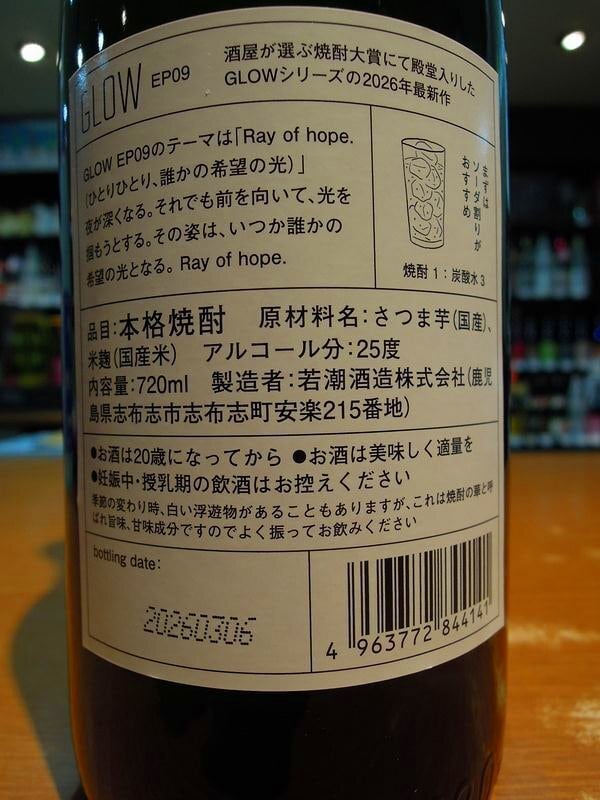 GLOW EP09
酒屋が選ぶ焼酎大賞にて殿堂入りした
GLOWシリーズの2026年最新作
GLOW EP09のテーマは「Ray of hope.
(ひとりひとり、誰かの希望の光)」
夜が深くなる。それでも前を向いて、光を
掴もうとする。その姿は、いつか誰かの
希望の光となる。 Ray of hope.
まずは
ソーダ割りが
おすすめ
焼酎 1 : 炭酸水 3
品目:本格焼酎 原材料名:さつま芋(国産)、
米麹(国産米) アルコール分:25度
内容量:720ml 製造者:若潮酒造株式会社(鹿児
島県志布志市志布志町安楽215番地)
●お酒は20歳になってから ●お酒は美味しく適量を
●妊娠中・授乳期の飲酒はお控えください
季節の変わり時、白い浮遊物があることもありますが、これは焼酎の華と呼
ばれ旨味、甘味成分ですのでよく振ってお飲みください
bottling date:
20260306
4 963772 844141